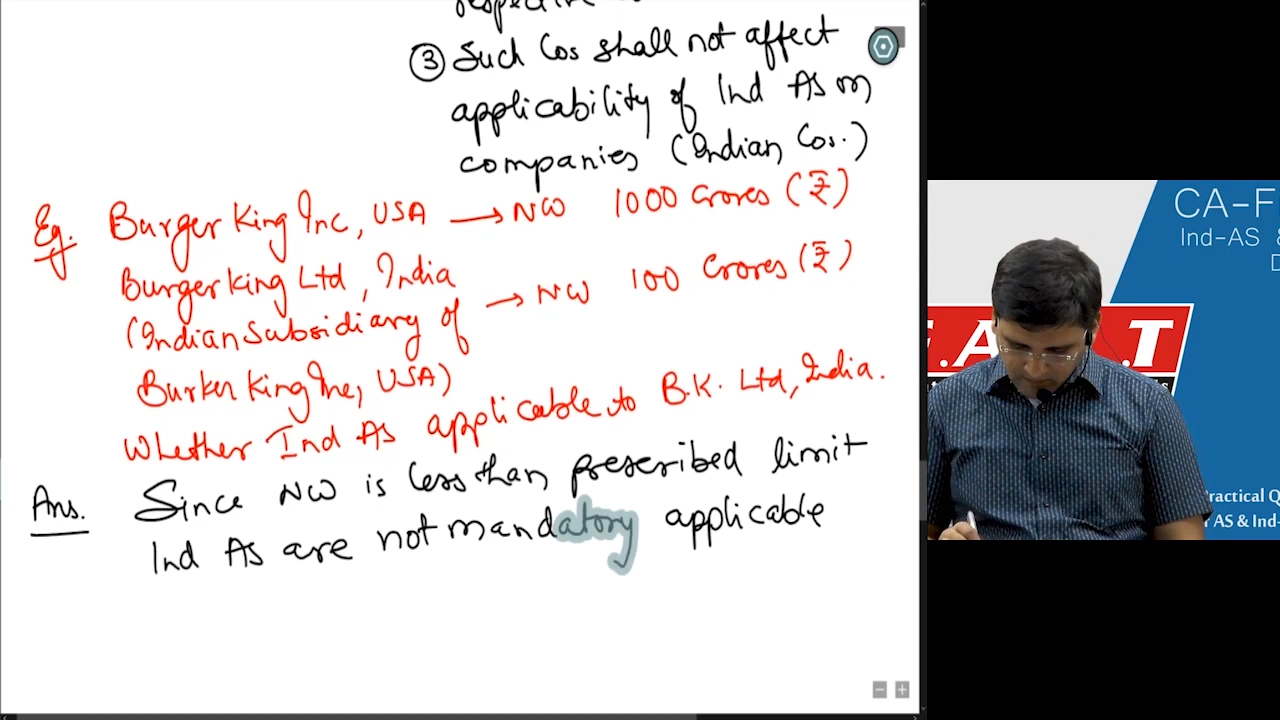 ③ Such Cos shall not affect
applicability of Ind AS on
companies (Indian Cos.)
Eg. Burger King Inc, USA → NW 1000 Crores (₹)
Burger King Ltd, India
(Indian Subsidiary of → NW 100 Crores (₹)
Burker King Inc, USA)
Whether Ind AS applicable to B.K. Ltd, India.
Ans. Since NW is less than prescribed limit
Ind AS are not mandatory applicable
CA-F
Ind-AS &
D
.A
.T
ractical Q
AS & Ind-